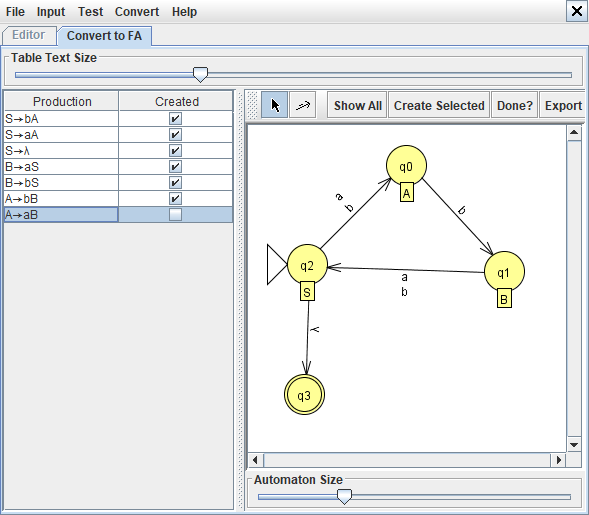 File Input Test Convert Help
Editor Convert to FA
Table Text Size
Production Created
S→bA
S→aA
S→λ
B→aS
B→bS
A→bB
A→aB
Show All Create Selected Done? Export
q0
A
a
b
b
q2
S
q1
B
a
b
λ
q3
Automaton Size